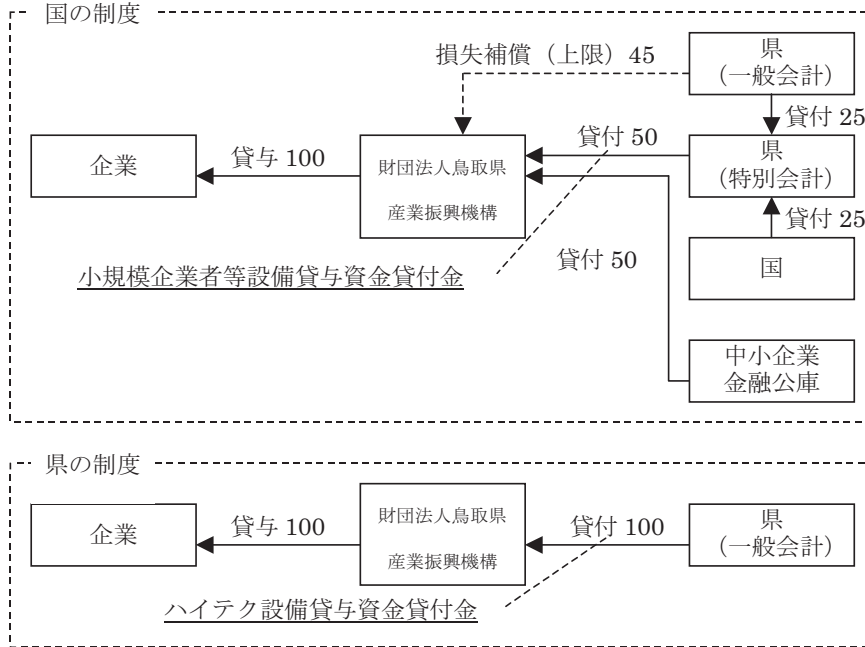 国の制度
損失補償（上限）45
県
（一般会計）
貸付 25
企業
貸与 100
財団法人鳥取県
産業振興機構
貸付 50
県
（特別会計）
貸付 25
小規模企業者等設備貸与資金貸付金
貸付 50
国
中小企業
金融公庫
県の制度
企業
貸与 100
財団法人鳥取県
産業振興機構
貸付 100
県
（一般会計）
ハイテク設備貸与資金貸付金